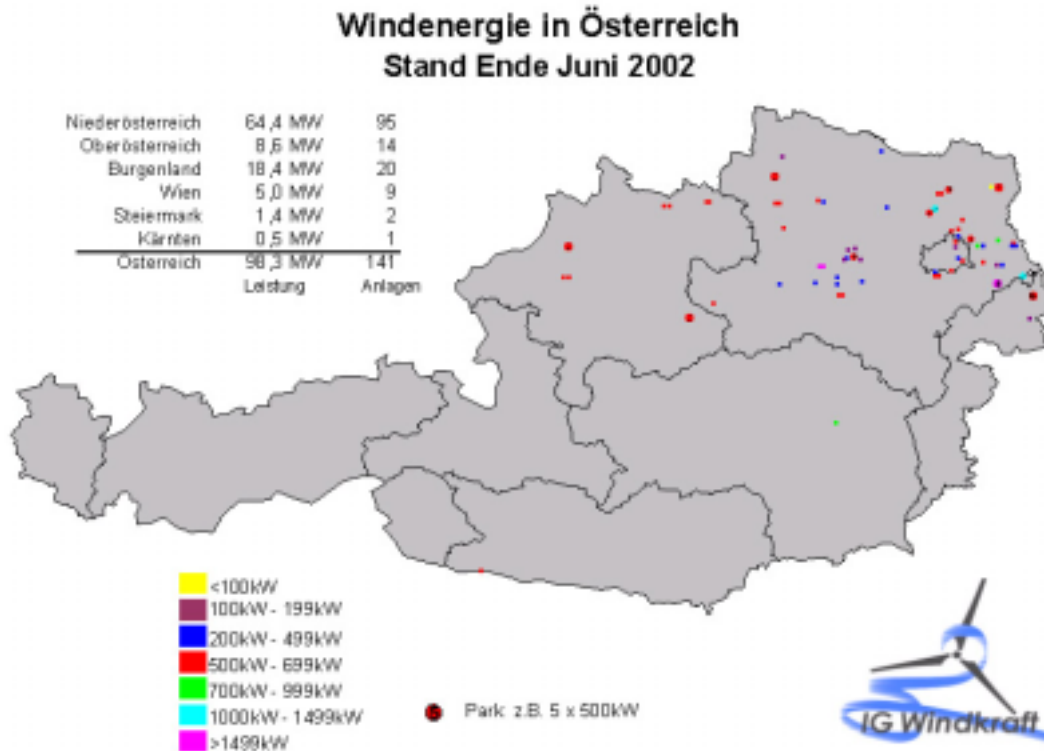 Windenergie in Österreich
Stand Ende Juni 2002
Niederösterreich 64,4 MW 95
Oberösterreich 8,6 MW 14
Burgenland 18,4 MW 20
Wien 5,0 MW 9
Steiermark 1,4 MW 2
Kärnten 0,5 MW 1
Österreich 98,3 MW 141
Leistung Anlagen
<100kW
100kW - 199kW
200kW - 499kW
500kW - 699kW
700kW - 999kW
1000kW - 1499kW
>1499kW
5 Park: z.B. 5 x 500kW
IG Windkraft